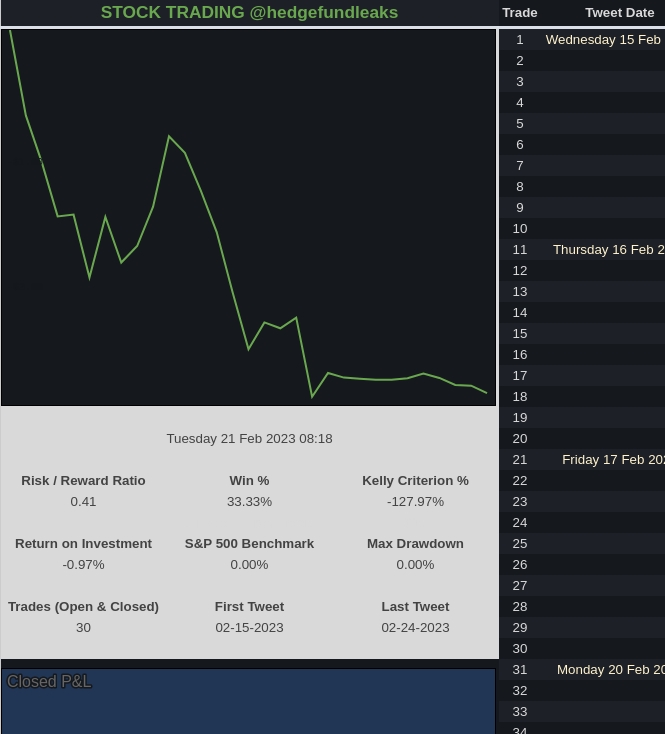 STOCK TRADING @hedgefundleaks
Trade Tweet Date
1 Wednesday 15 Feb
2
3
4
5
6
7
8
9
10
11 Thursday 16 Feb 2
12
13
14
15
16
17
18
19
20
21 Friday 17 Feb 202
22
23
24
25
26
27
28
29
30
31 Monday 20 Feb 20
32
33
34
Tuesday 21 Feb 2023 08:18
Risk / Reward Ratio Win % Kelly Criterion %
0.41 33.33% -127.97%
Return on Investment S&P 500 Benchmark Max Drawdown
-0.97% 0.00% 0.00%
Trades (Open & Closed) First Tweet Last Tweet
30 02-15-2023 02-24-2023
Closed P&L